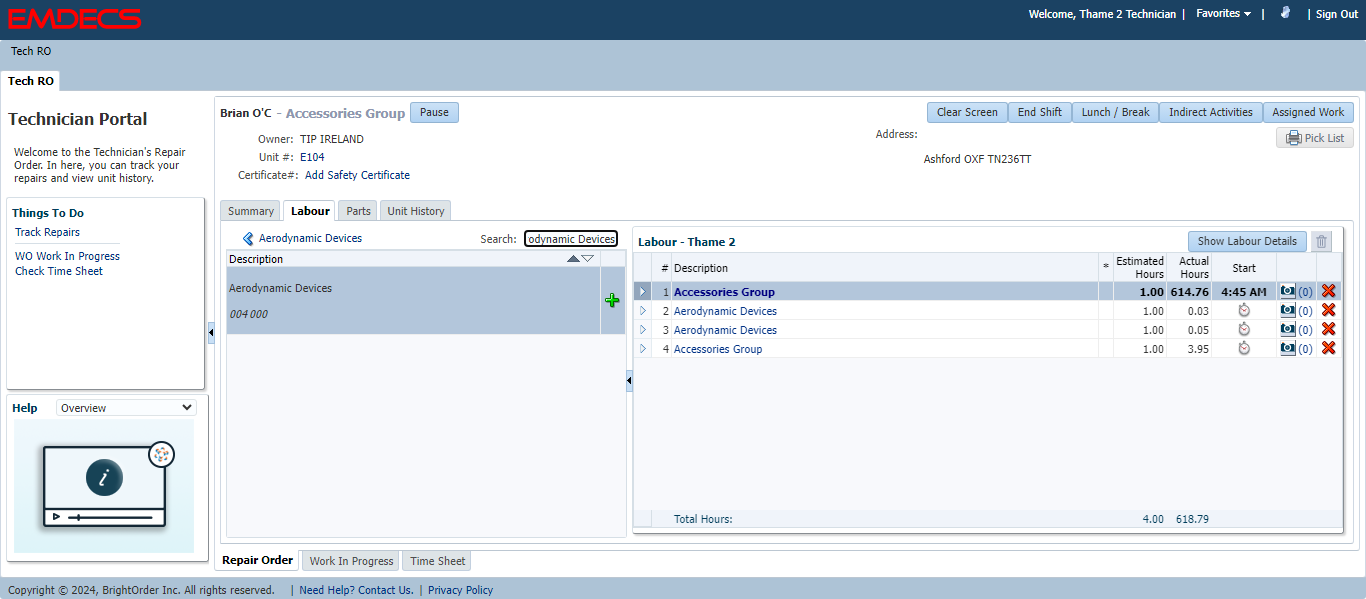 EMDECS
Welcome, Thame 2 Technician | Favorites | | Sign Out
Tech RO
Tech RO
Technician Portal
Welcome to the Technician's Repair
Order. In here, you can track your
repairs and view unit history.
Things To Do
Track Repairs
WO Work In Progress
Check Time Sheet
Help Overview
i
Brian O'C - Accessories Group Pause
Clear Screen End Shift Lunch / Break Indirect Activities Assigned Work
Owner: TIP IRELAND
Unit #: E104
Certificate#: Add Safety Certificate
Address:
Ashford OXF TN236TT
Pick List
Summary Labour Parts Unit History
Aerodynamic Devices Search: odynamic Devices
Description
Aerodynamic Devices
004 000
Labour - Thame 2 Show Labour Details
# Description * Estimated Hours Actual Hours Start
1 Accessories Group 1.00 614.76 4:45 AM (0)
2 Aerodynamic Devices 1.00 0.03 (0)
3 Aerodynamic Devices 1.00 0.05 (0)
4 Accessories Group 1.00 3.95 (0)
Total Hours: 4.00 618.79
Repair Order Work In Progress Time Sheet
Copyright © 2024, BrightOrder Inc. All rights reserved. | Need Help? Contact Us. | Privacy Policy